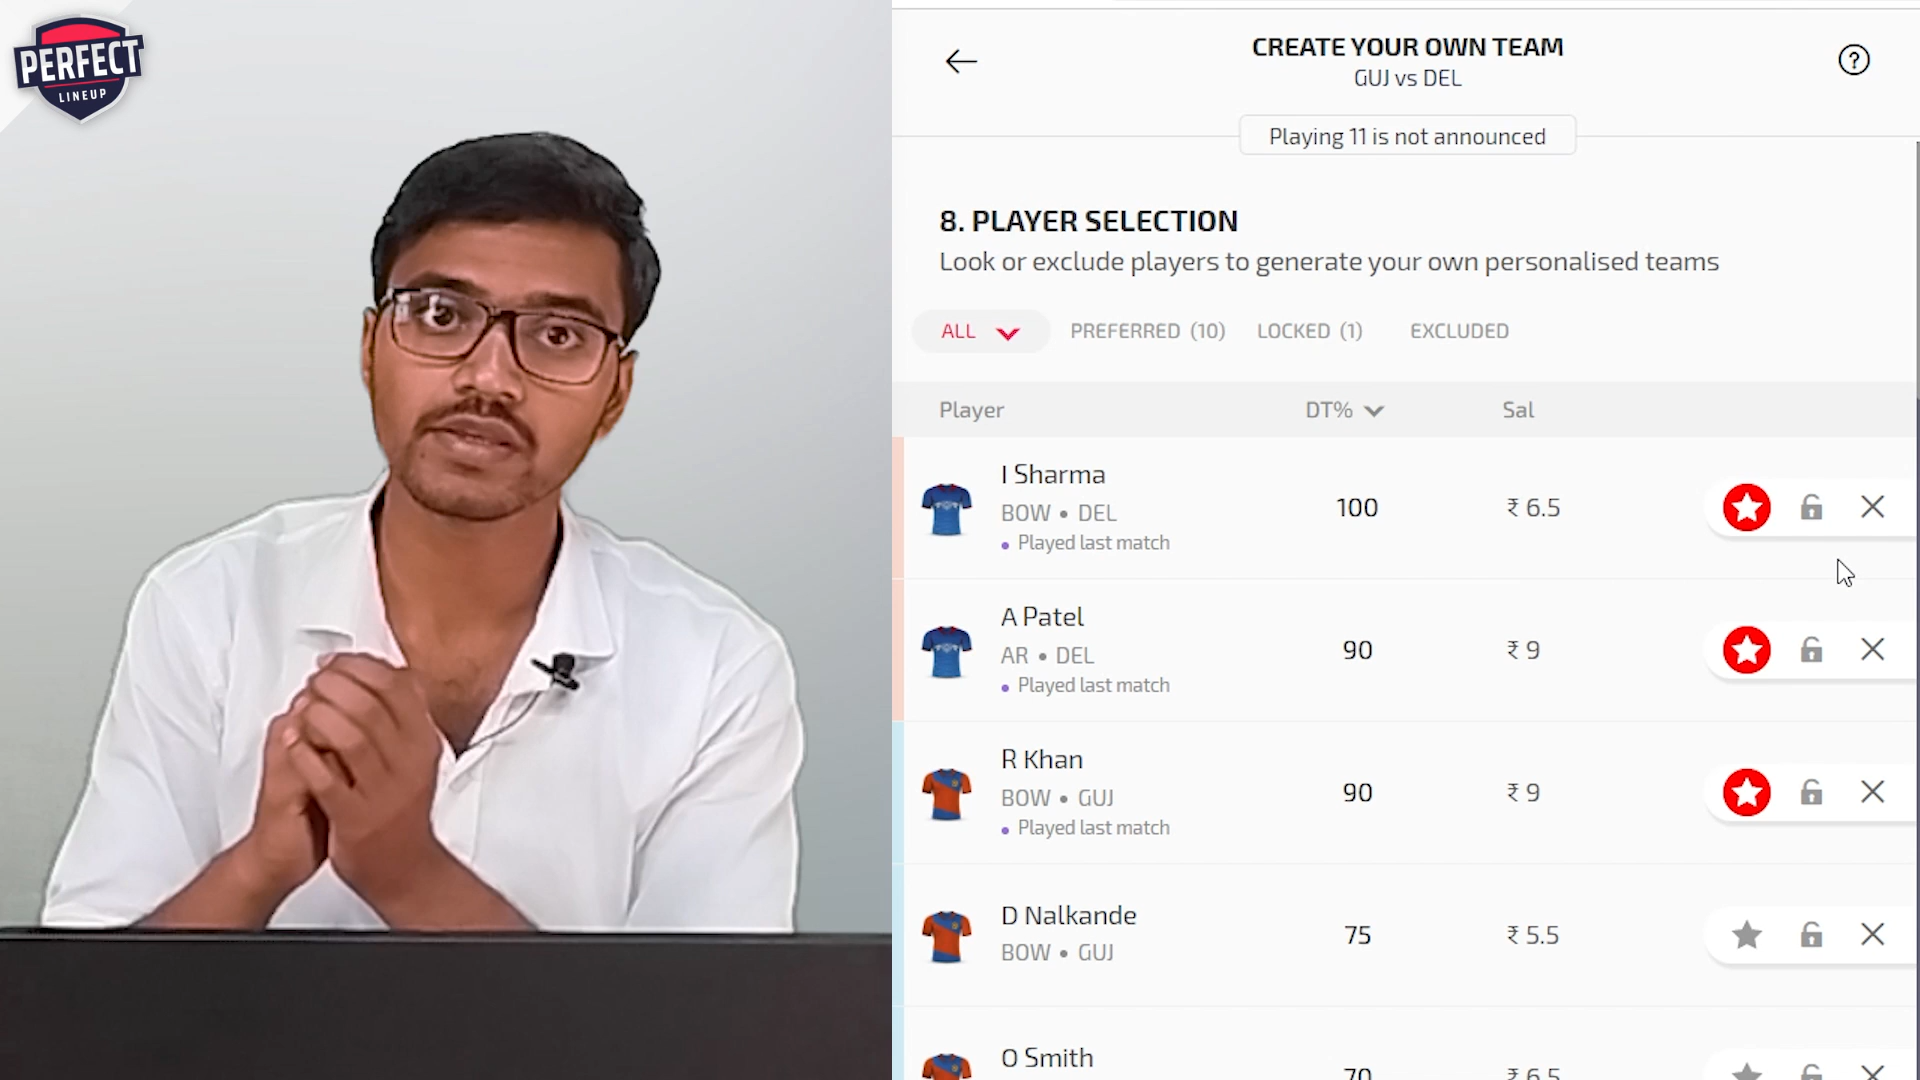 PERFECT
LINEUP
CREATE YOUR OWN TEAM
GUJ vs DEL
?
Playing 11 is not announced
8. PLAYER SELECTION
Look or exclude players to generate your own personalised teams
ALL PREFERRED (10) LOCKED (1) EXCLUDED
Player DT% Sal
I Sharma
BOW • DEL
• Played last match
100 ₹ 6.5
A Patel
AR • DEL
• Played last match
90 ₹ 9
R Khan
BOW • GUJ
• Played last match
90 ₹ 9
D Nalkande
BOW • GUJ
75 ₹ 5.5
O Smith
70 ₹ 6.5